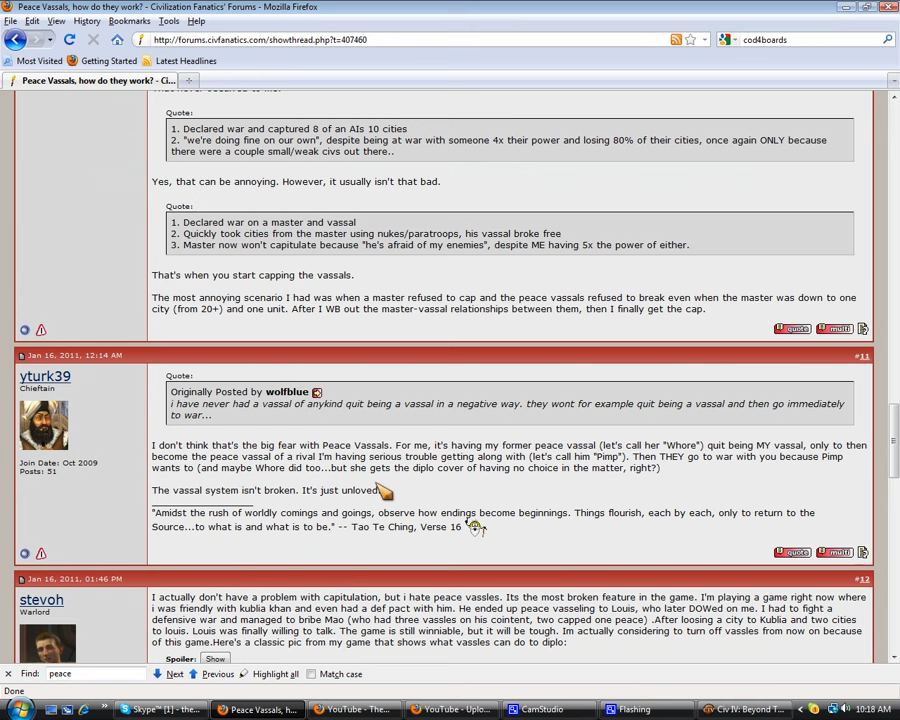 Peace Vassals, how do they work? - Civilization Fanatics' Forums - Mozilla Firefox
File Edit View History Bookmarks Tools Help
http://forums.civfanatics.com/showthread.php?t=407460
cod4boards
Most Visited Getting Started Latest Headlines
Peace Vassals, how do they work? - Ci...
Quote:
1. Declared war and captured 8 of an AIs 10 cities
2. "we're doing fine on our own", despite being at war with someone 4x their power and losing 80% of their cities, once again ONLY because
there were a couple small/weak civs out there..
Yes, that can be annoying. However, it usually isn't that bad.
Quote:
1. Declared war on a master and vassal
2. Quickly took cities from the master using nukes/paratroops, his vassal broke free
3. Master now won't capitulate because "he's afraid of my enemies", despite ME having 5x the power of either.
That's when you start capping the vassals.
The most annoying scenario I had was when a master refused to cap and the peace vassals refused to break even when the master was down to one
city (from 20+) and one unit. After I WB out the master-vassal relationships between them, then I finally get the cap.
quote multi
Jan 16, 2011, 12:14 AM #11
yturk39
Chieftain
Join Date: Oct 2009
Posts: 51
Quote:
Originally Posted by wolfblue
i have never had a vassal of anykind quit being a vassal in a negative way. they wont for example quit being a vassal and then go immediately
to war...
I don't think that's the big fear with Peace Vassals. For me, it's having my former peace vassal (let's call her "Whore") quit being MY vassal, only to then
become the peace vassal of a rival I'm having serious trouble getting along with (let's call him "Pimp"). Then THEY go to war with you because Pimp
wants to (and maybe Whore did too...but she gets the diplo cover of having no choice in the matter, right?)
The vassal system isn't broken. It's just unloved
"Amidst the rush of worldly comings and goings, observe how endings become beginnings. Things flourish, each by each, only to return to the
Source...to what is and what is to be." -- Tao Te Ching, Verse 16
quote multi
Jan 16, 2011, 01:46 PM #12
stevoh
Warlord
I actually don't have a problem with capitulation, but i hate peace vassles. Its the most broken feature in the game. I'm playing a game right now where
i was friendly with kublia khan and even had a def pact with him. He ended up peace vasseling to Louis, who later DOWed on me. I had to fight a
defensive war and managed to bribe Mao (who had three vassles on his content, two capped one peace) .After loosing a city to Kublia and two cities
to louis. Louis was finally willing to talk. The game is still winniable, but it will be tough. Im actually considering to turn off vassles from now on because
of this game.Here's a classic pic from my game that shows what vassles can do to diplo:
Spoiler: Show
Find: peace Next Previous Highlight all Match case
Done
Skype™ [1] - the... Peace Vassals, h... YouTube - The... YouTube - Uplo... CamStudio Flashing Civ IV: Beyond T... 10:18 AM